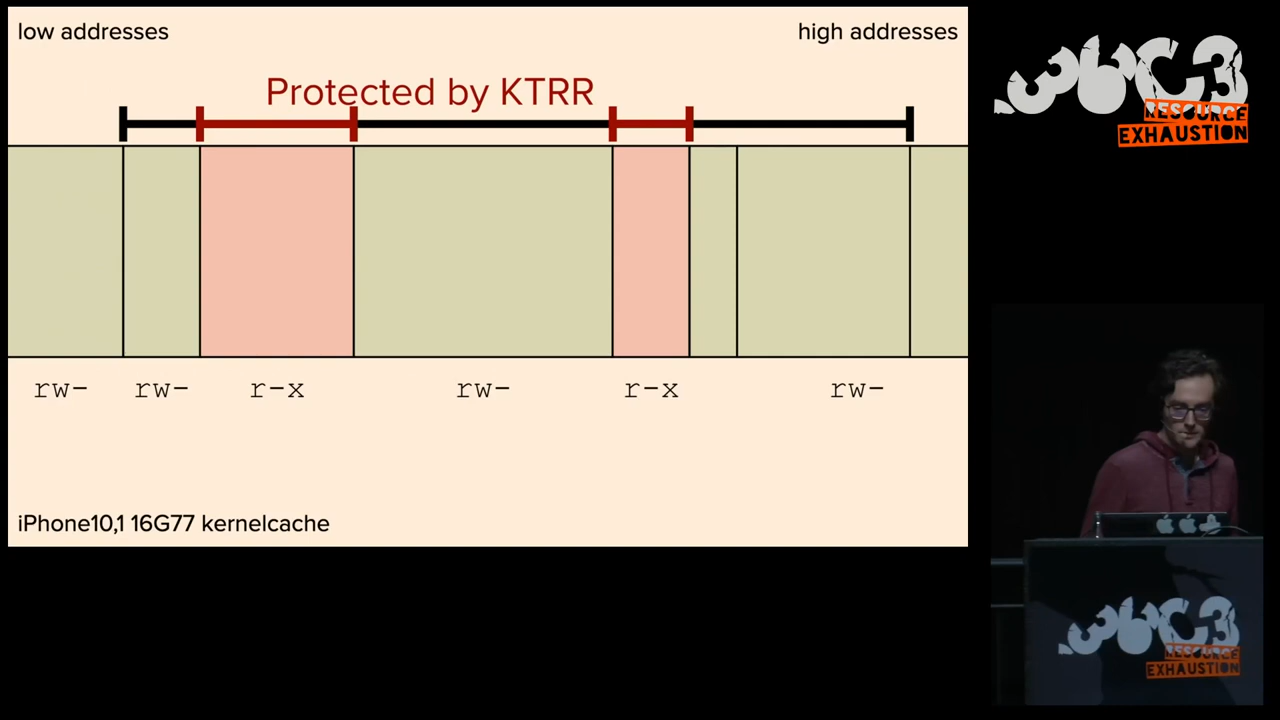 low addresses
high addresses
Protected by KTRR
rw-
rw-
r-x
rw-
r-x
rw-
iPhone10,1 16G77 kernelcache
36C3
RESOURCE
EXHAUSTION
36C3
RESOURCE
EXHAUSTION